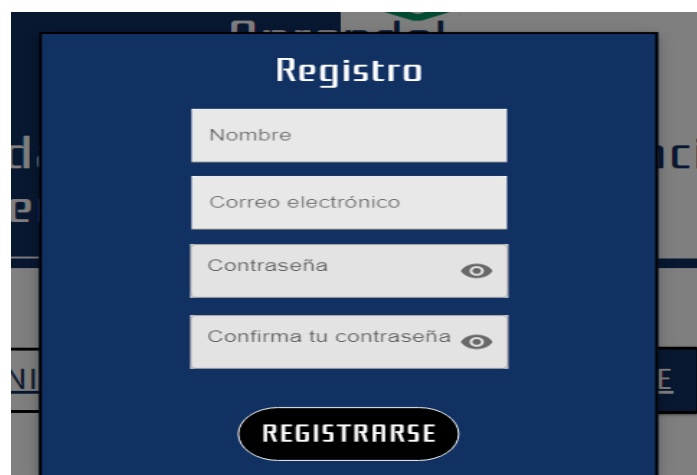 Registro
Nombre
Correo electrónico
Contraseña
Confirma tu contraseña
REGISTRARSE